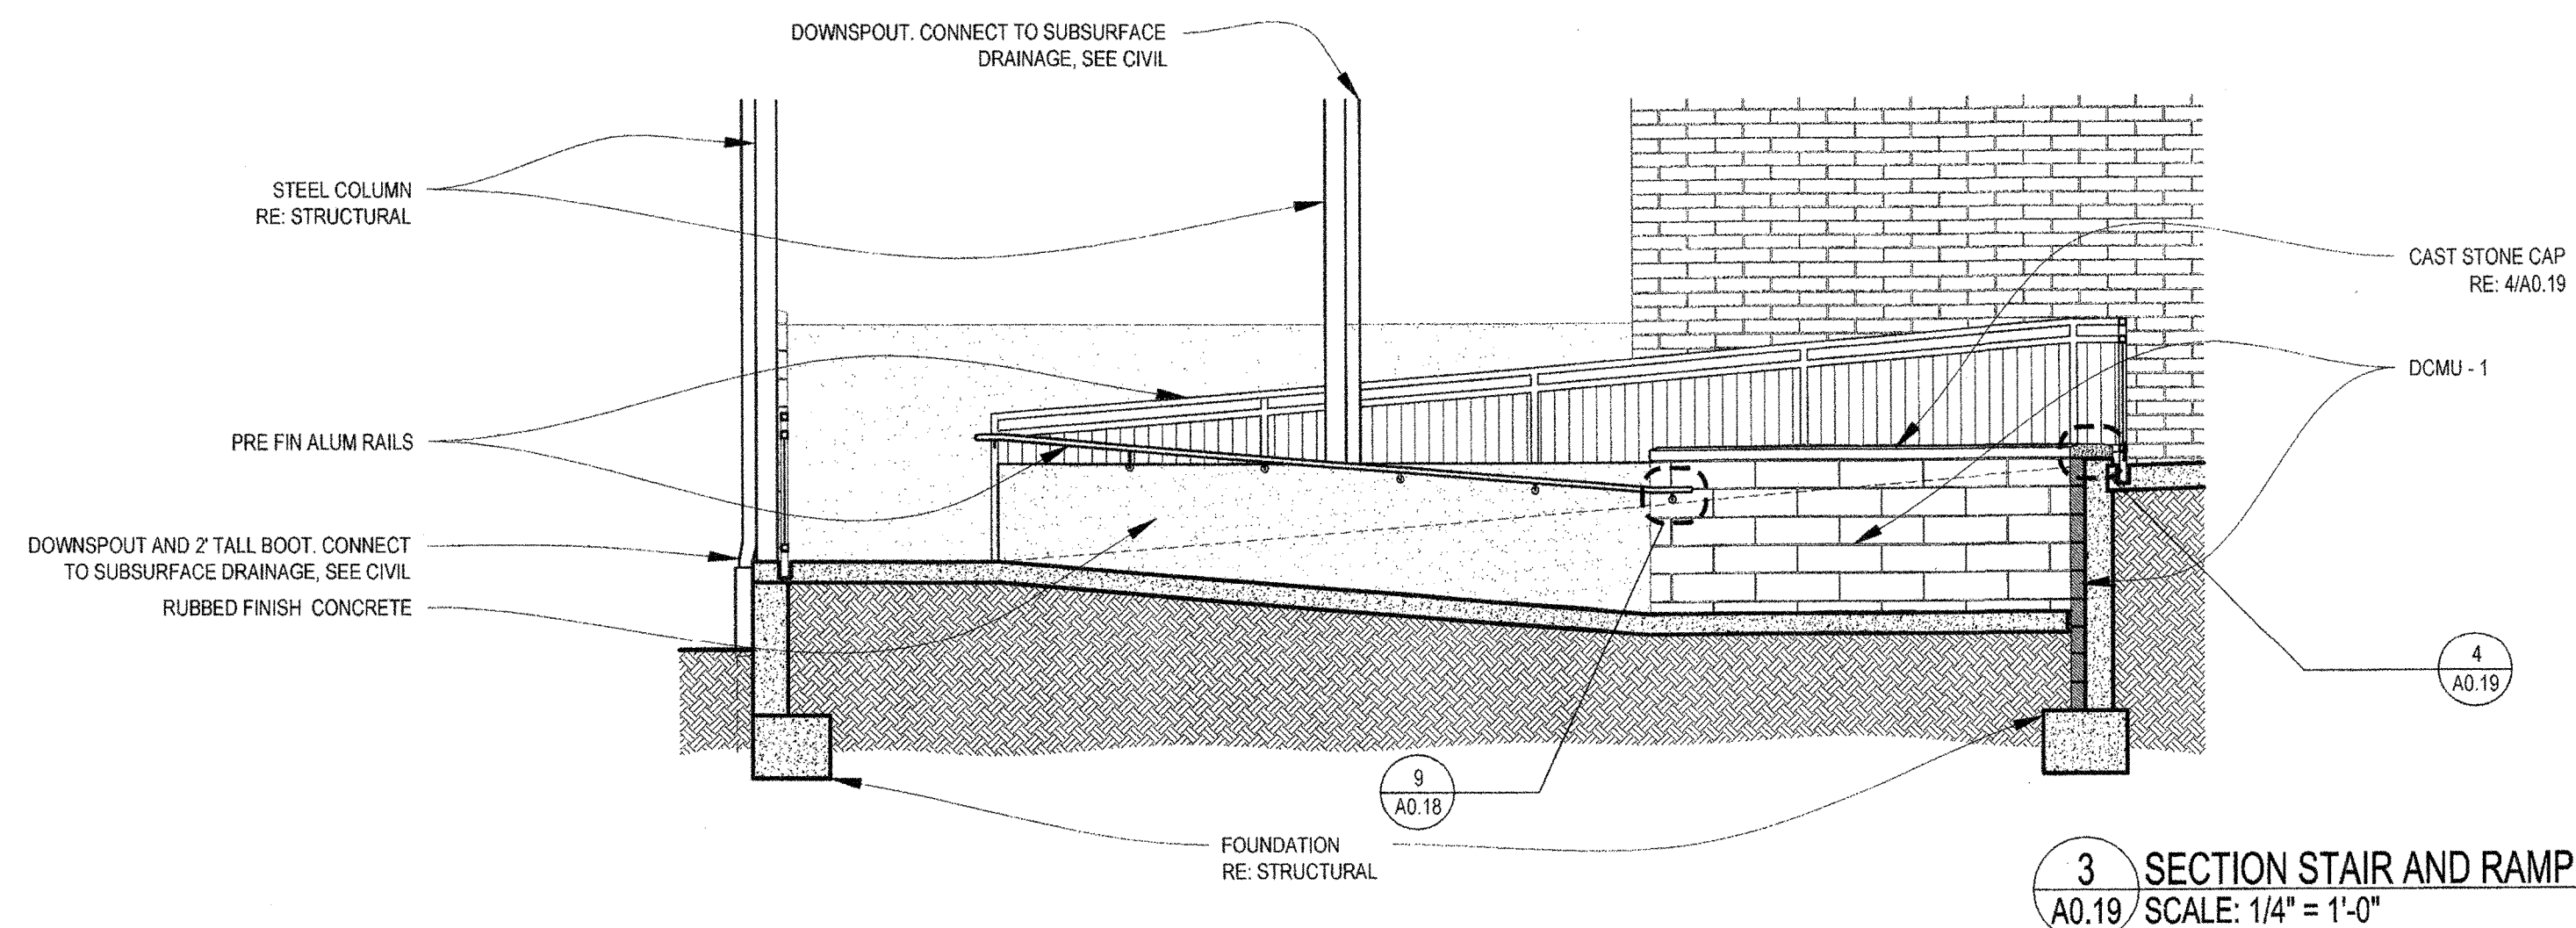 DOWNSPOUT. CONNECT TO SUBSURFACE
DRAINAGE, SEE CIVIL
STEEL COLUMN
RE: STRUCTURAL
CAST STONE CAP
RE: 4/A0.19
DCMU - 1
PRE FIN ALUM RAILS
DOWNSPOUT AND 2' TALL BOOT. CONNECT
TO SUBSURFACE DRAINAGE, SEE CIVIL
RUBBED FINISH CONCRETE
4
A0.19
9
A0.18
FOUNDATION
RE: STRUCTURAL
3 SECTION STAIR AND RAMP
A0.19 SCALE: 1/4" = 1'-0"